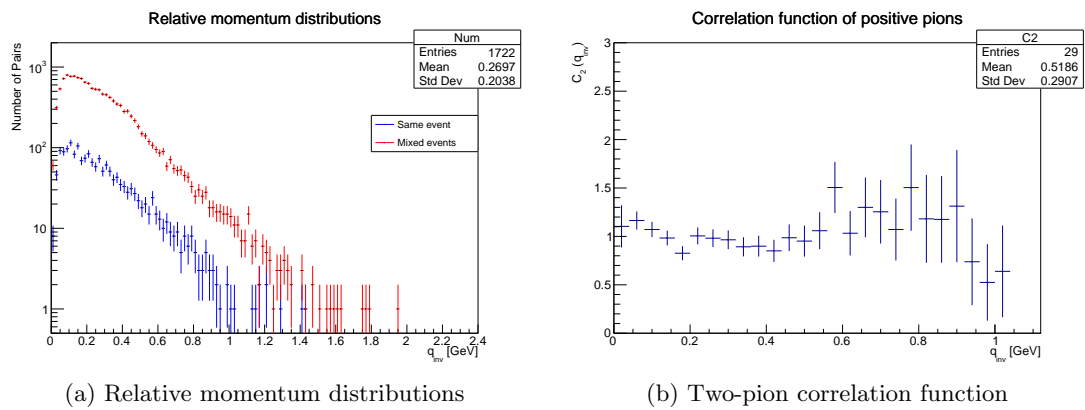 Relative momentum distributions
Number of Pairs
10³
10²
10
1
0 0.2 0.4 0.6 0.8 1 1.2 1.4 1.6 1.8 2 2.2 2.4
q_inv [GeV]
Num
Entries 1722
Mean 0.2697
Std Dev 0.2038
Same event
Mixed events
(a) Relative momentum distributions
Correlation function of positive pions
C₂ (q_inv)
3
2.5
2
1.5
1
0.5
0
0 0.2 0.4 0.6 0.8 1
q_inv [GeV]
C2
Entries 29
Mean 0.5186
Std Dev 0.2907
(b) Two-pion correlation function